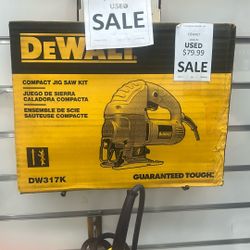 USED
SALE
USED
$79.99
SALE
DEWALT
COMPACT JIG SAW KIT
JUEGO DE SIERRA
CALADORA COMPACTA
ENSEMBLE DE SCIE
SAUTEUSE COMPACTE
DEWALT
DW317K
GUARANTEED TOUGH